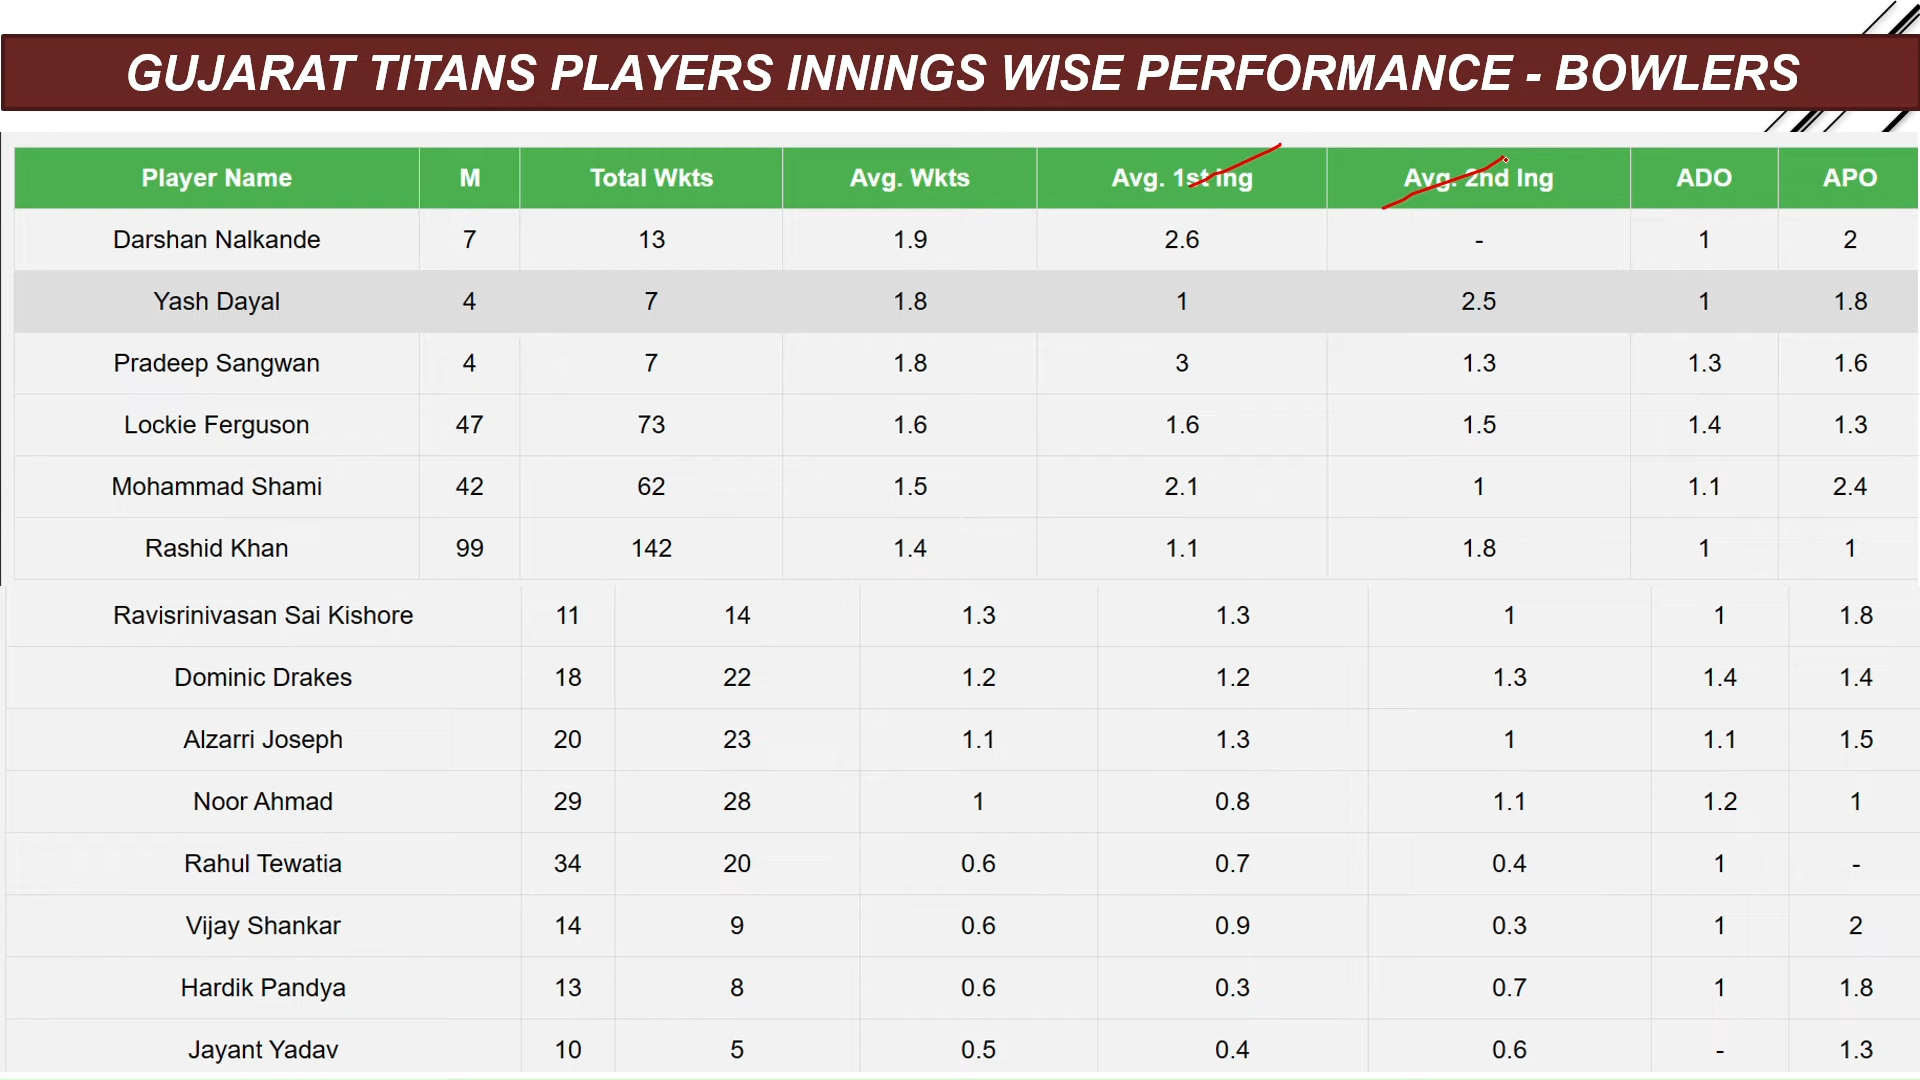 GUJARAT TITANS PLAYERS INNINGS WISE PERFORMANCE - BOWLERS
Player Name M Total Wkts Avg. Wkts Avg. 1st Ing Avg. 2nd Ing ADO APO
Darshan Nalkande 7 13 1.9 2.6 - 1 2
Yash Dayal 4 7 1.8 1 2.5 1 1.8
Pradeep Sangwan 4 7 1.8 3 1.3 1.3 1.6
Lockie Ferguson 47 73 1.6 1.6 1.5 1.4 1.3
Mohammad Shami 42 62 1.5 2.1 1 1.1 2.4
Rashid Khan 99 142 1.4 1.1 1.8 1 1
Ravisrinivasan Sai Kishore 11 14 1.3 1.3 1 1 1.8
Dominic Drakes 18 22 1.2 1.2 1.3 1.4 1.4
Alzarri Joseph 20 23 1.1 1.3 1 1.1 1.5
Noor Ahmad 29 28 1 0.8 1.1 1.2 1
Rahul Tewatia 34 20 0.6 0.7 0.4 1 -
Vijay Shankar 14 9 0.6 0.9 0.3 1 2
Hardik Pandya 13 8 0.6 0.3 0.7 1 1.8
Jayant Yadav 10 5 0.5 0.4 0.6 - 1.3